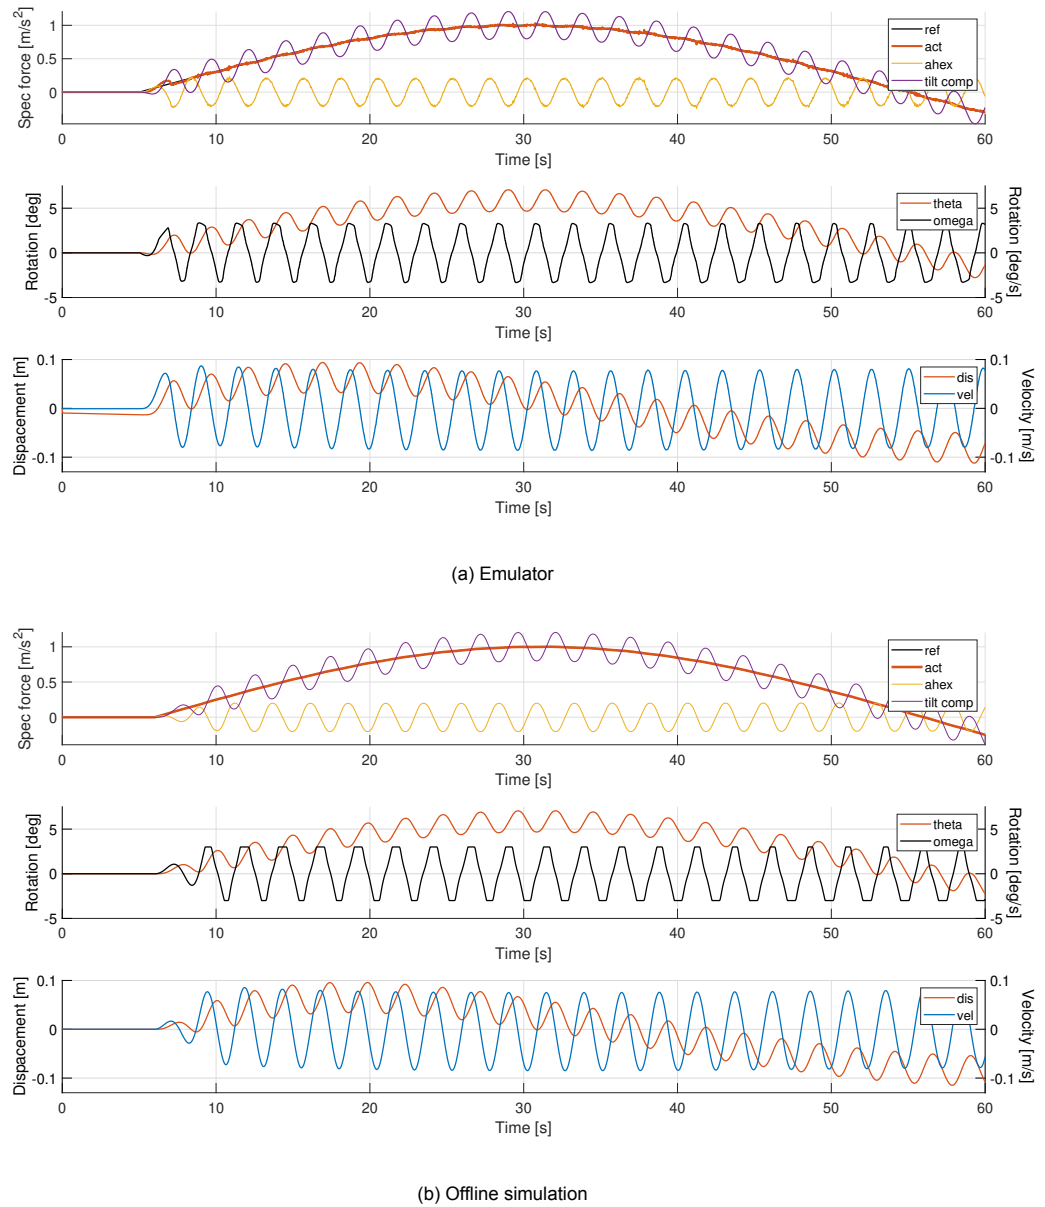 Spec force [m/s²]
1
0.5
0
0 10 20 30 40 50 60
Time [s]
ref
act
ahex
tilt comp
Rotation [deg]
5
0
-5
0 10 20 30 40 50 60
Time [s]
5
0
-5
Rotation [deg/s]
theta
omega
Dispacement [m]
0.1
0
-0.1
0 10 20 30 40 50 60
Time [s]
0.1
0
-0.1
Velocity [m/s]
dis
vel
(a) Emulator
Spec force [m/s²]
1
0.5
0
0 10 20 30 40 50 60
Time [s]
ref
act
ahex
tilt comp
Rotation [deg]
5
0
-5
0 10 20 30 40 50 60
Time [s]
5
0
-5
Rotation [deg/s]
theta
omega
Dispacement [m]
0.1
0
-0.1
0 10 20 30 40 50 60
Time [s]
0.1
0
-0.1
Velocity [m/s]
dis
vel
(b) Offline simulation